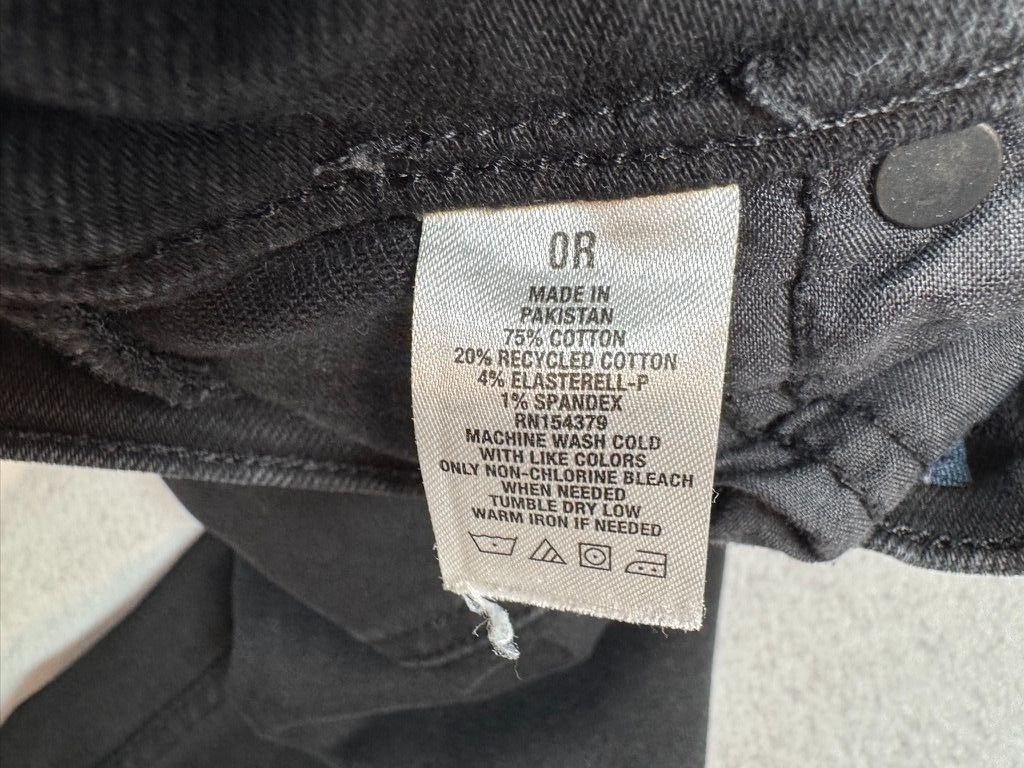 OR
MADE IN
PAKISTAN
75% COTTON
20% RECYCLED COTTON
4% ELASTERELL-P
1% SPANDEX
RN154379
MACHINE WASH COLD
WITH LIKE COLORS
ONLY NON-CHLORINE BLEACH
WHEN NEEDED
TUMBLE DRY LOW
WARM IRON IF NEEDED